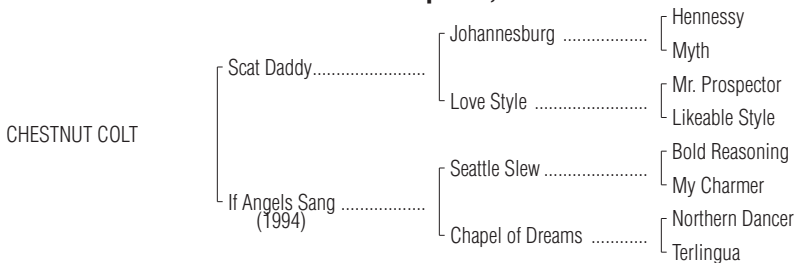 Hennessy
Johannesburg ...................
Myth
Scat Daddy.........................
Mr. Prospector
Love Style .........................
Likeable Style
CHESTNUT COLT
Bold Reasoning
Seattle Slew.......................
My Charmer
If Angels Sang ...................
(1994)
Northern Dancer
Chapel of Dreams .............
Terlingua